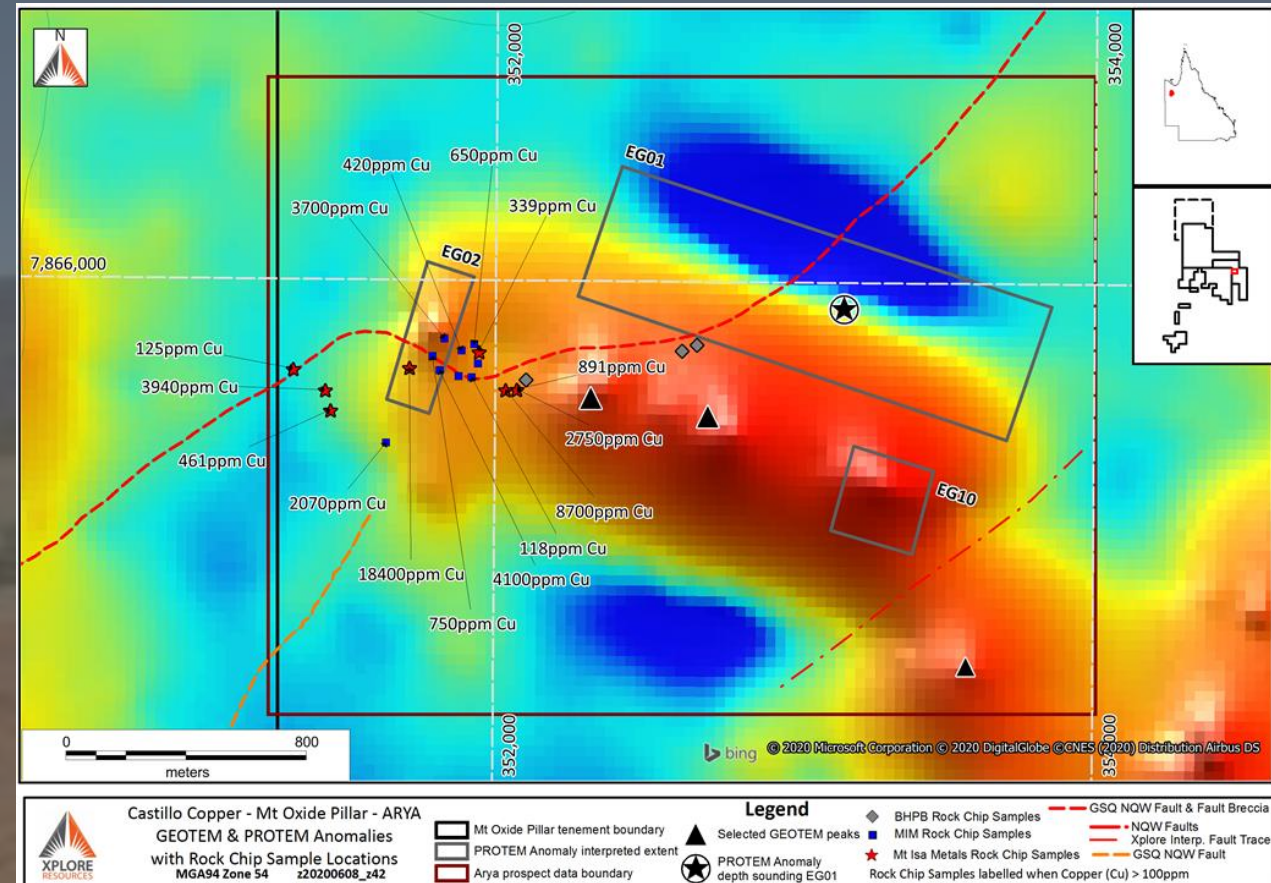 N
352,000
354,000
EG01
650ppm Cu
420ppm Cu
3700ppm Cu
339ppm Cu
EG02
7,866,000
125ppm Cu
3940ppm Cu
891ppm Cu
2750ppm Cu
461ppm Cu
EG10
2070ppm Cu
8700ppm Cu
118ppm Cu
18400ppm Cu
4100ppm Cu
750ppm Cu
352,000
354,000
0 800
meters
bing © 2020 Microsoft Corporation © 2020 DigitalGlobe ©CNES (2020) Distribution Airbus DS
XPLORE
RESOURCES
Castillo Copper - Mt Oxide Pillar - ARYA
GEOTEM & PROTEM Anomalies
with Rock Chip Sample Locations
MGA94 Zone 54 z20200608_z42
Legend
Mt Oxide Pillar tenement boundary
PROTEM Anomaly interpreted extent
Arya prospect data boundary
Selected GEOTEM peaks
PROTEM Anomaly
depth sounding EG01
BHPB Rock Chip Samples
MIM Rock Chip Samples
Mt Isa Metals Rock Chip Samples
Rock Chip Samples labelled when Copper (Cu) > 100ppm
GSQ NQW Fault & Fault Breccia
NQW Faults
Xplore Interp. Fault Trace
GSQ NQW Fault